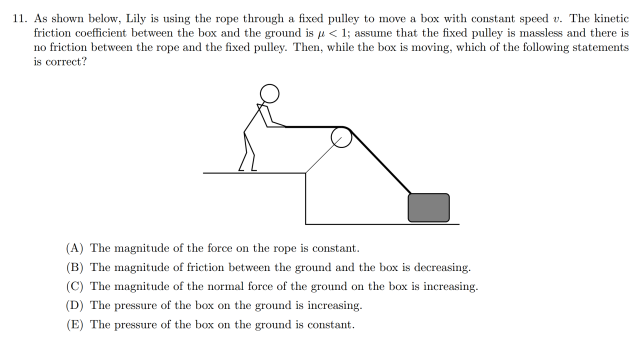 11. As shown below, Lily is using the rope through a fixed pulley to move a box with constant speed v. The kinetic
friction coefficient between the box and the ground is μ < 1; assume that the fixed pulley is massless and there is
no friction between the rope and the fixed pulley. Then, while the box is moving, which of the following statements
is correct?
(A) The magnitude of the force on the rope is constant.
(B) The magnitude of friction between the ground and the box is decreasing.
(C) The magnitude of the normal force of the ground on the box is increasing.
(D) The pressure of the box on the ground is increasing.
(E) The pressure of the box on the ground is constant.